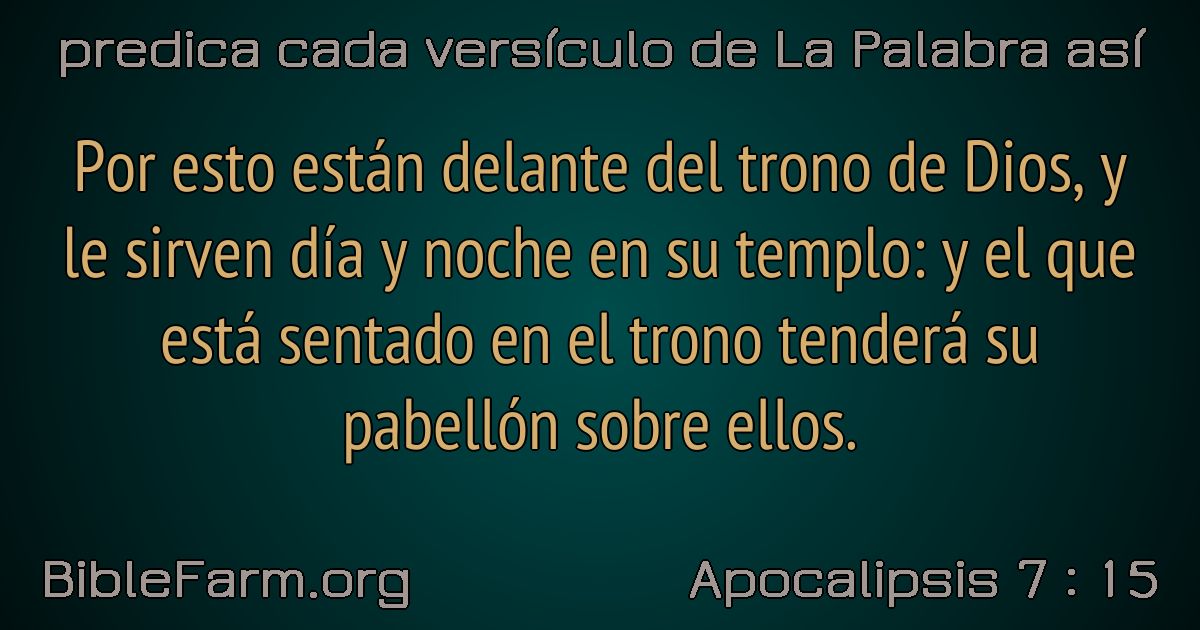 predica cada versículo de La Palabra así
Por esto están delante del trono de Dios, y
le sirven día y noche en su templo: y el que
está sentado en el trono tenderá su
pabellón sobre ellos.
BibleFarm.org
Apocalipsis 7 : 15